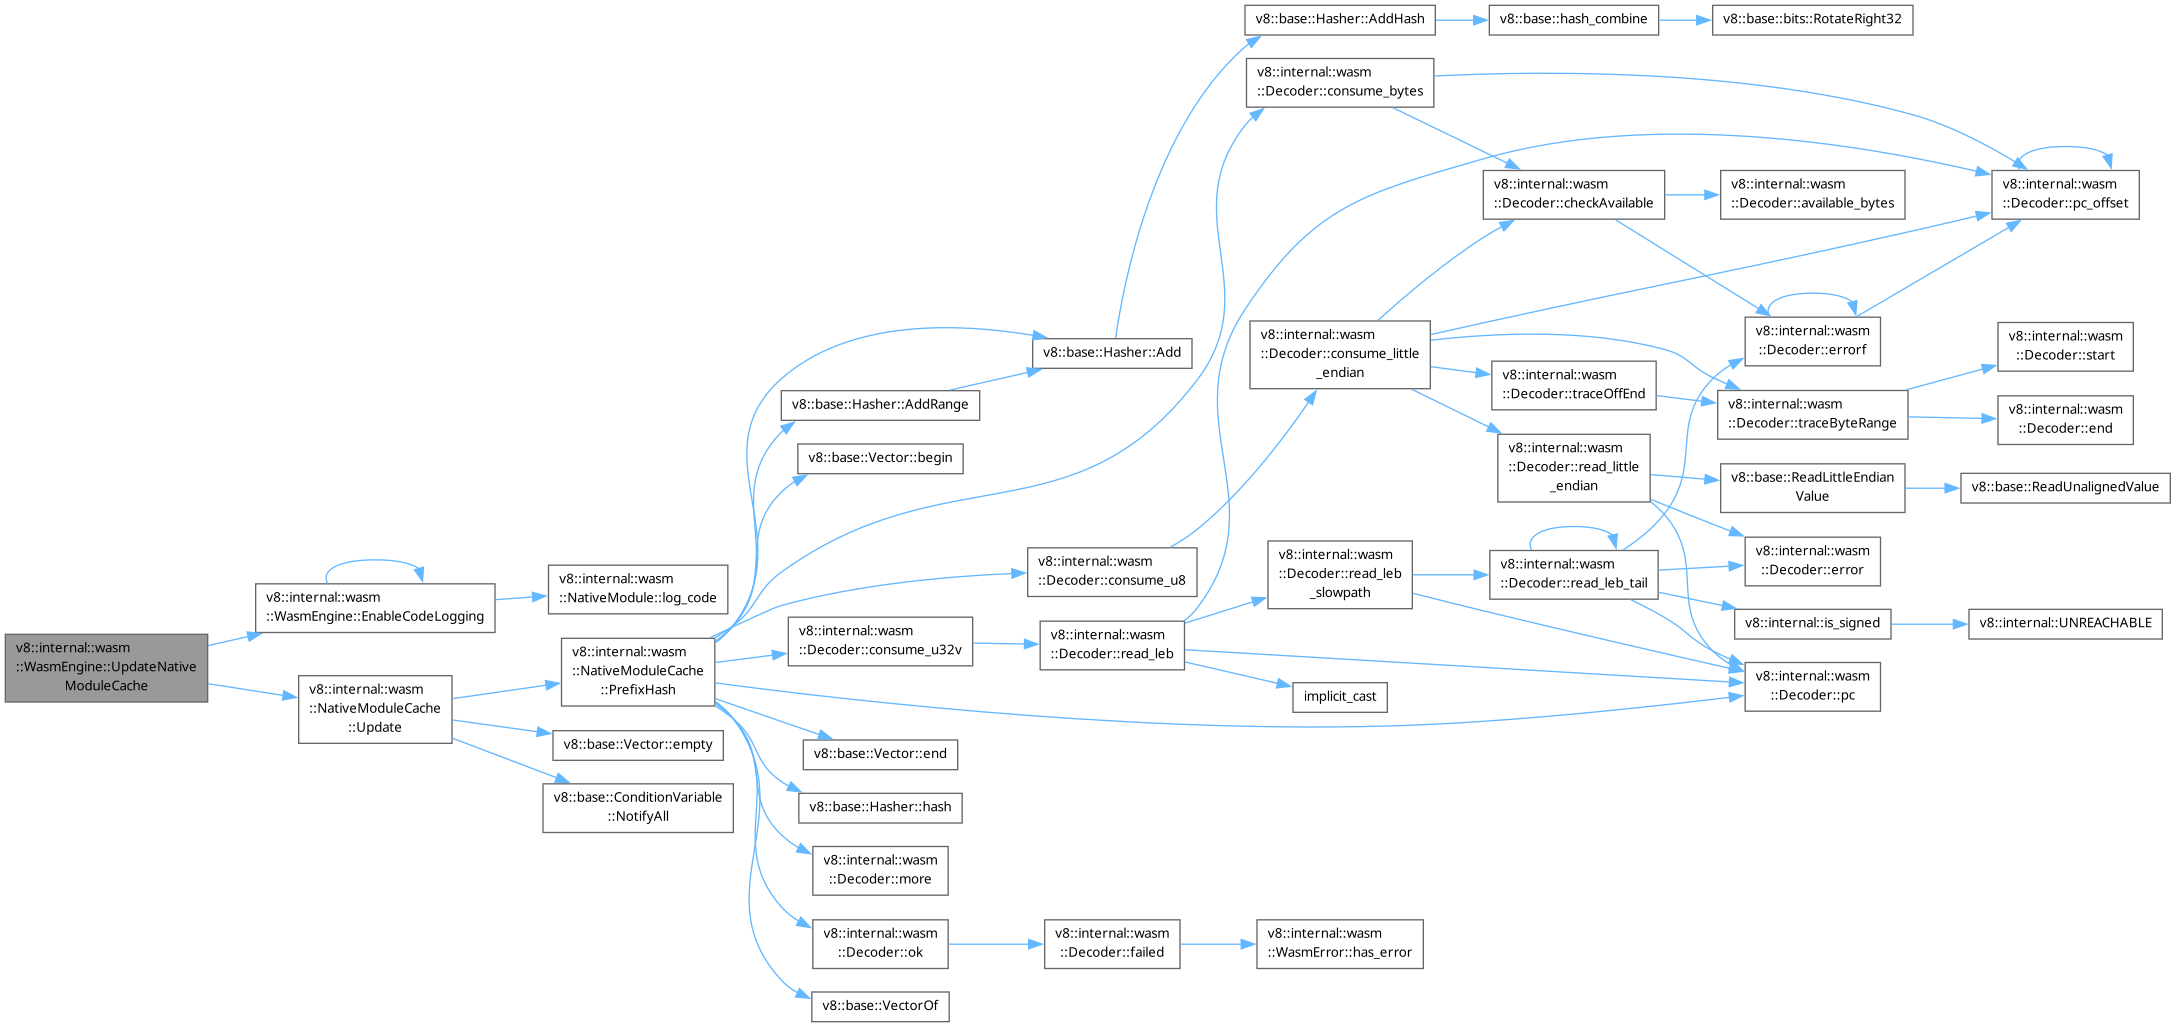 v8::internal::wasm
::WasmEngine::UpdateNative
ModuleCache
v8::internal::wasm
::WasmEngine::EnableCodeLogging
v8::internal::wasm
::NativeModuleCache
::Update
v8::internal::wasm
::NativeModule::log_code
v8::internal::wasm
::NativeModuleCache
::PrefixHash
v8::base::Vector::empty
v8::base::ConditionVariable
::NotifyAll
v8::base::Hasher::AddRange
v8::base::Vector::begin
v8::internal::wasm
::Decoder::consume_u32v
v8::base::Vector::end
v8::base::Hasher::hash
v8::internal::wasm
::Decoder::more
v8::internal::wasm
::Decoder::ok
v8::base::VectorOf
v8::base::Hasher::Add
v8::internal::wasm
::Decoder::consume_u8
v8::internal::wasm
::Decoder::read_leb
v8::internal::wasm
::Decoder::failed
v8::base::Hasher::AddHash
v8::internal::wasm
::Decoder::consume_bytes
v8::internal::wasm
::Decoder::consume_little
_endian
v8::internal::wasm
::Decoder::read_leb
_slowpath
implicit_cast
v8::internal::wasm
::WasmError::has_error
v8::base::hash_combine
v8::internal::wasm
::Decoder::checkAvailable
v8::internal::wasm
::Decoder::traceOffEnd
v8::internal::wasm
::Decoder::read_little
_endian
v8::internal::wasm
::Decoder::read_leb_tail
v8::base::bits::RotateRight32
v8::internal::wasm
::Decoder::available_bytes
v8::internal::wasm
::Decoder::errorf
v8::internal::wasm
::Decoder::traceByteRange
v8::base::ReadLittleEndian
Value
v8::internal::wasm
::Decoder::error
v8::internal::is_signed
v8::internal::wasm
::Decoder::pc
v8::internal::wasm
::Decoder::pc_offset
v8::internal::wasm
::Decoder::start
v8::internal::wasm
::Decoder::end
v8::base::ReadUnalignedValue
v8::internal::UNREACHABLE